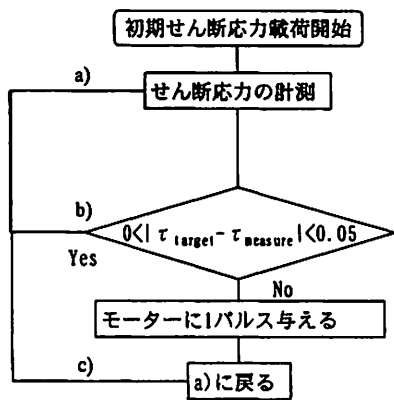 初期せん断応力載荷開始
a)
せん断応力の計測
b)
0<|τtarget-τmeasure|<0.05
Yes
No
モーターに1パルス与える
c)
a)に戻る